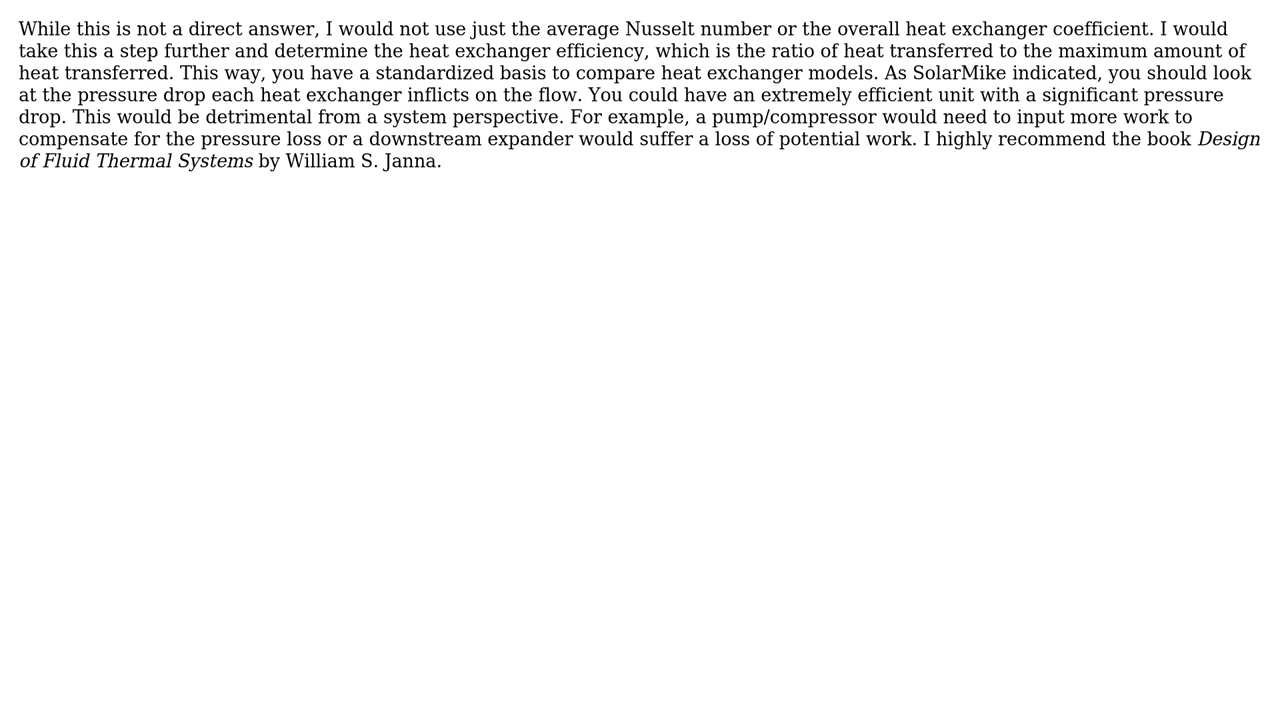 While this is not a direct answer, I would not use just the average Nusselt number or the overall heat exchanger coefficient. I would
take this a step further and determine the heat exchanger efficiency, which is the ratio of heat transferred to the maximum amount of
heat transferred. This way, you have a standardized basis to compare heat exchanger models. As SolarMike indicated, you should look
at the pressure drop each heat exchanger inflicts on the flow. You could have an extremely efficient unit with a significant pressure
drop. This would be detrimental from a system perspective. For example, a pump/compressor would need to input more work to
compensate for the pressure loss or a downstream expander would suffer a loss of potential work. I highly recommend the book Design
of Fluid Thermal Systems by William S. Janna.